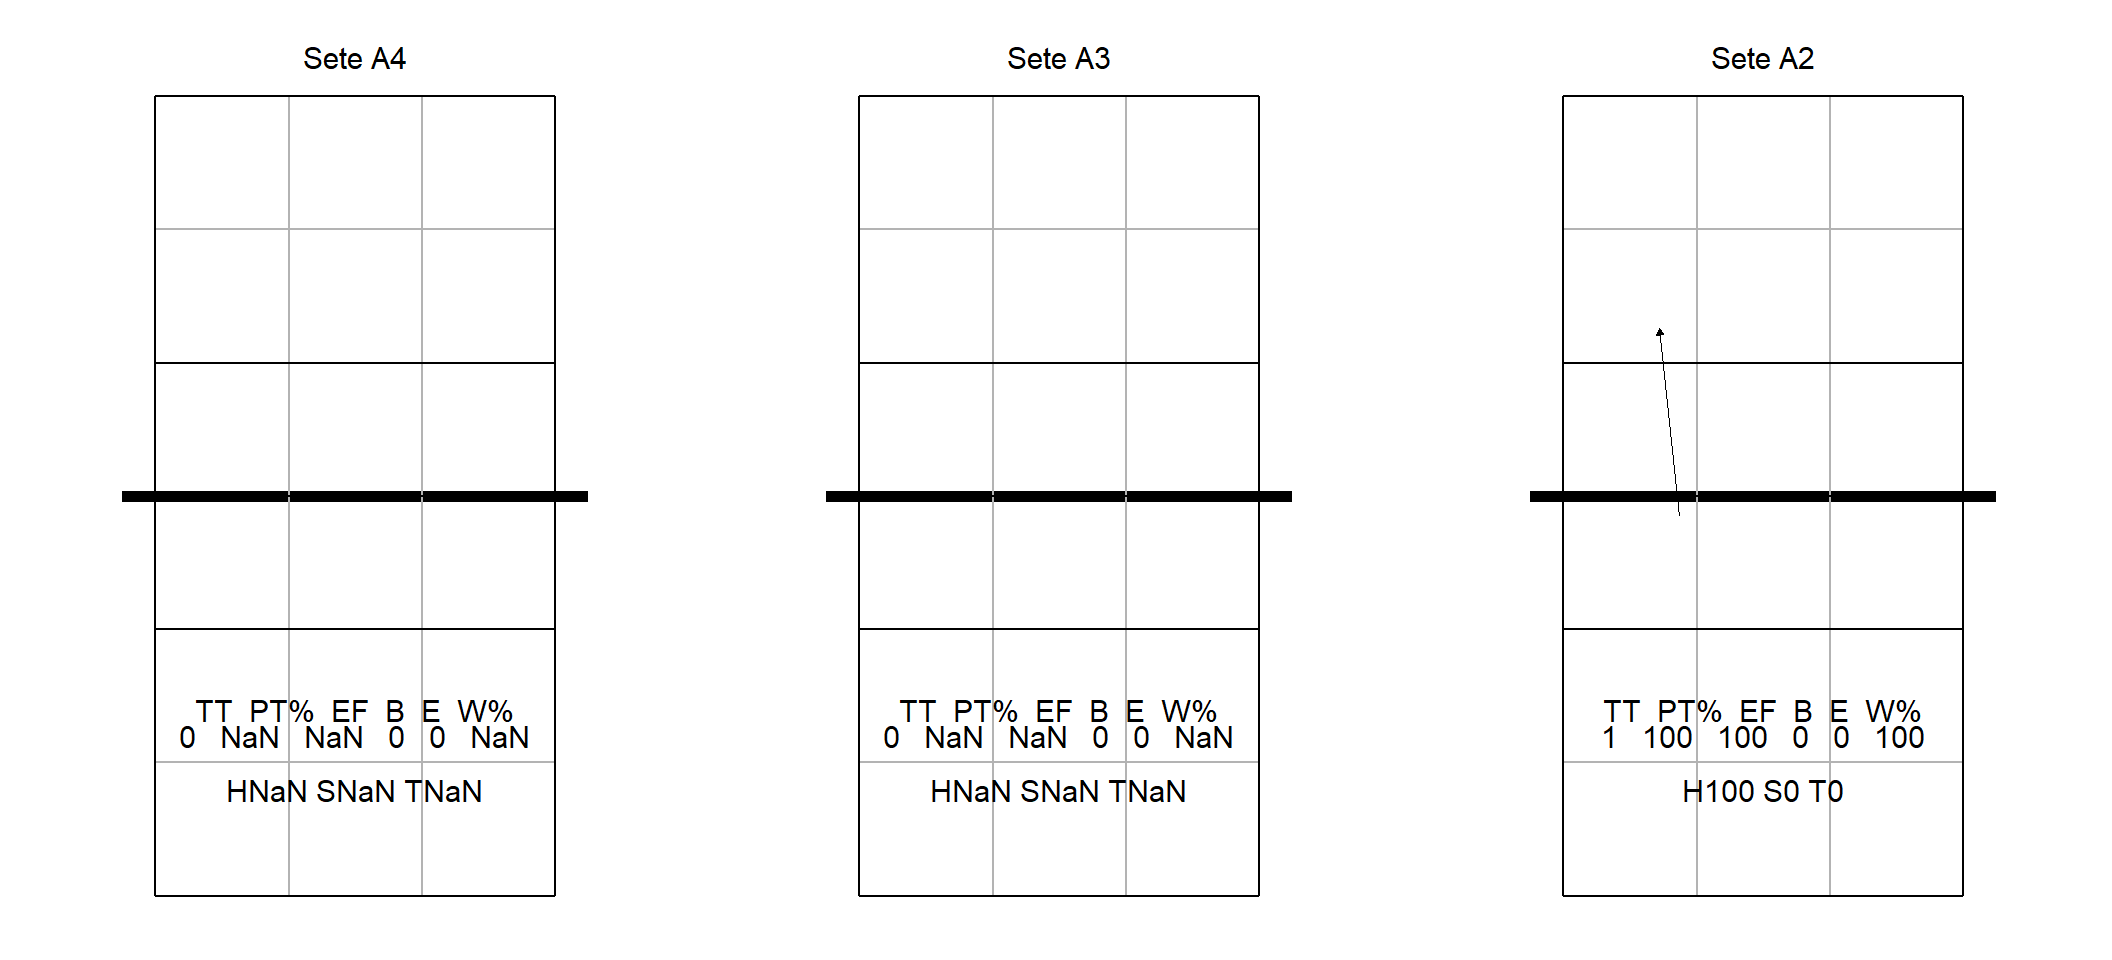 Sete A4
TT PT% EF B E W%
0 NaN NaN 0 0 NaN
HNaN SNaN TNaN
Sete A3
TT PT% EF B E W%
0 NaN NaN 0 0 NaN
HNaN SNaN TNaN
Sete A2
TT PT% EF B E W%
1 100 100 0 0 100
H100 S0 T0